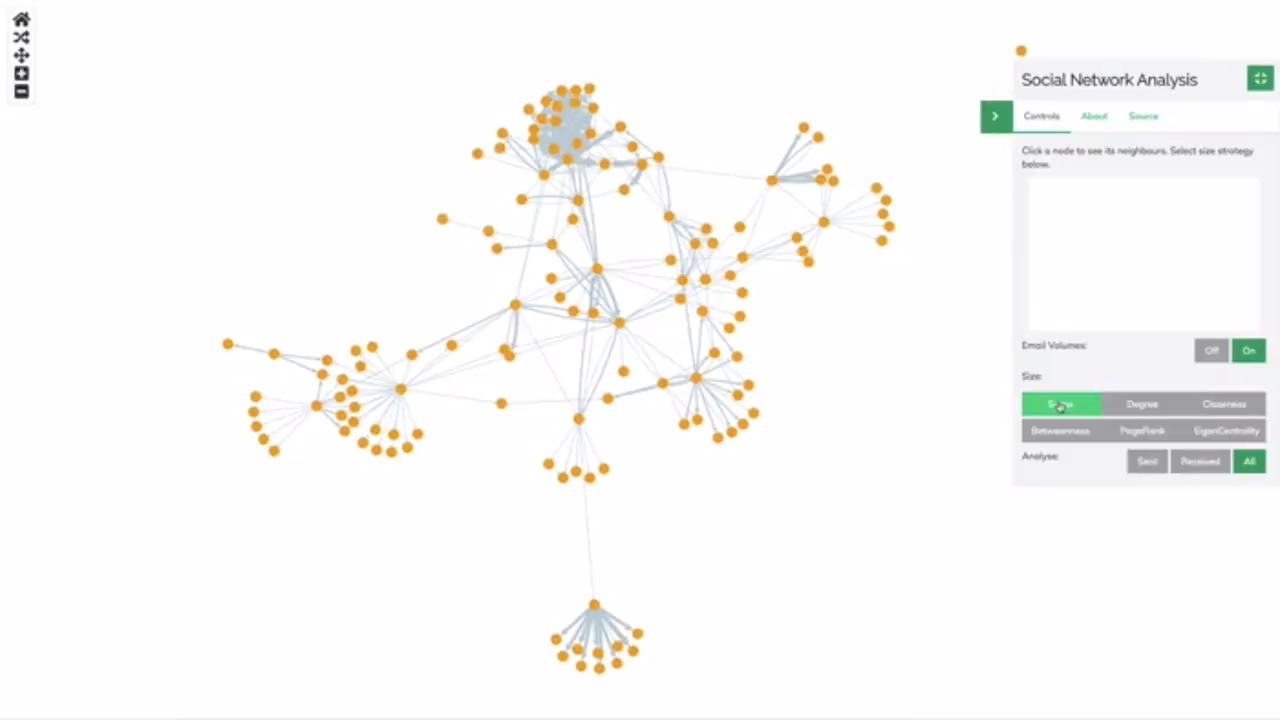 Social Network Analysis
Controls About Source
Click a node to see its neighbours. Select size strategy
below.
Email Volumes: Off On
Size:
Degree Closeness
Betweenness PageRank EigenCentrality
Analyse: Sent Received All